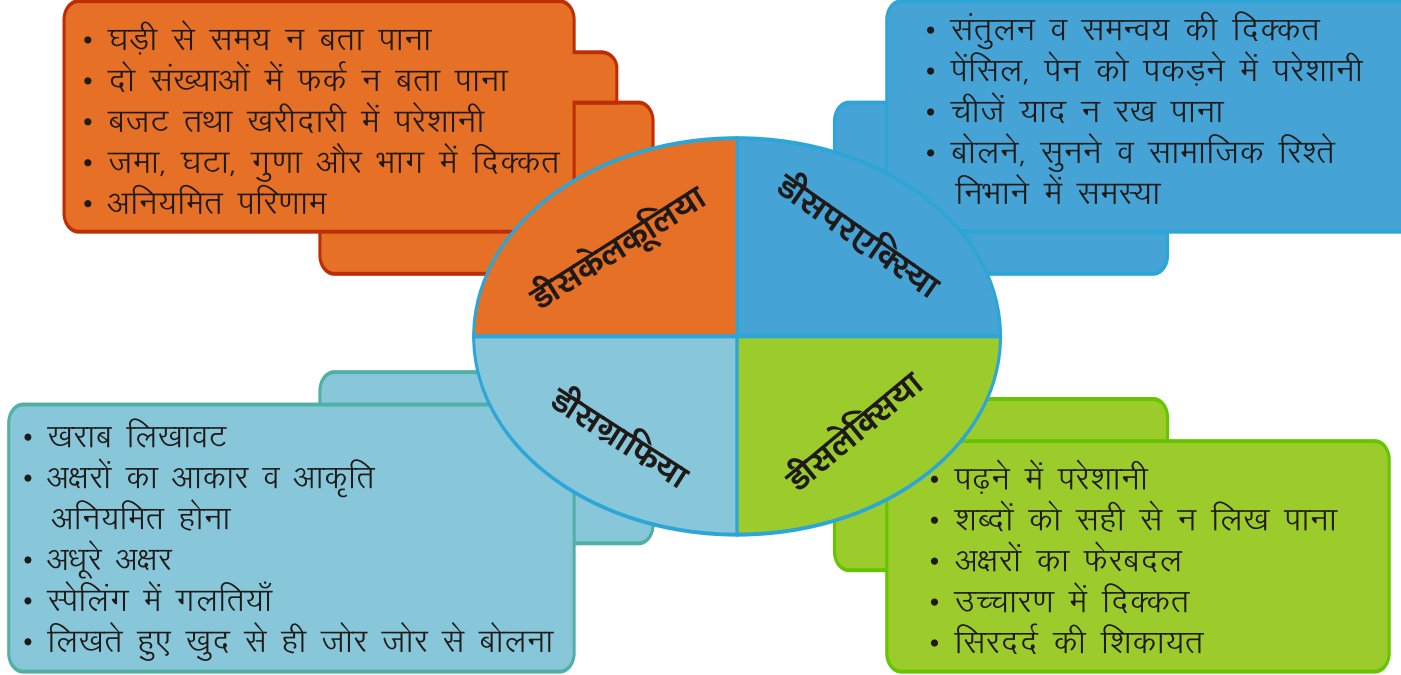 • घड़ी से समय न बता पाना
• दो संख्याओं में फर्क न बता पाना
• बजट तथा खरीदारी में परेशानी
• जमा, घटा, गुणा और भाग में दिक्कत
• अनियमित परिणाम
• संतुलन व समन्वय की दिक्कत
• पेंसिल, पेन को पकड़ने में परेशानी
• चीजें याद न रख पाना
• बोलने, सुनने व सामाजिक रिश्ते
निभाने में समस्या
डीसकेलकूलिया
डीसपराएक्स्यिा
डीसग्राफिया
डीसलेक्सिया
• खराब लिखावट
• अक्षरों का आकार व आकृति
अनियमित होना
• अधूरे अक्षर
• स्पेलिंग में गलतियाँ
• लिखते हुए खुद से ही जोर जोर से बोलना
• पढ़ने में परेशानी
• शब्दों को सही से न लिख पाना
• अक्षरों का फेरबदल
• उच्चारण में दिक्कत
• सिरदर्द की शिकायत